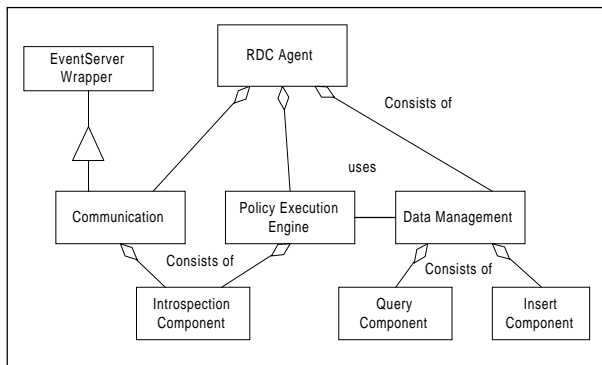 EventServer
Wrapper
RDC Agent
Consists of
uses
Communication
Policy Execution
Engine
Data Management
Consists of
Consists of
Introspection
Component
Query
Component
Insert
Component